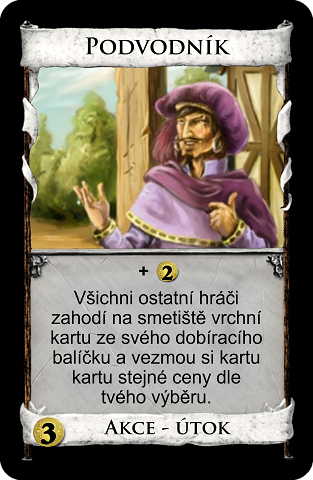 Podvodník
+ 2
Všichni ostatní hráči
zahodí na smetiště vrchní
kartu ze svého dobíracího
balíčku a vezmou si kartu
kartu stejné ceny dle
tvého výběru.
3 Akce - útok